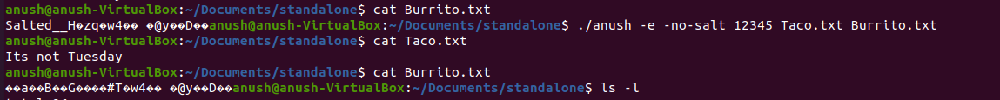 anush@anush-VirtualBox:~/Documents/standalone$ cat Burrito.txt
Salted__H�zq�w4�� �@y��D��anush@anush-VirtualBox:~/Documents/standalone$ ./anush -e -no-salt 12345 Taco.txt Burrito.txt
anush@anush-VirtualBox:~/Documents/standalone$ cat Taco.txt
Its not Tuesday
anush@anush-VirtualBox:~/Documents/standalone$ cat Burrito.txt
��a��B��G����#T�w4�� �@y��D��anush@anush-VirtualBox:~/Documents/standalone$ ls -l